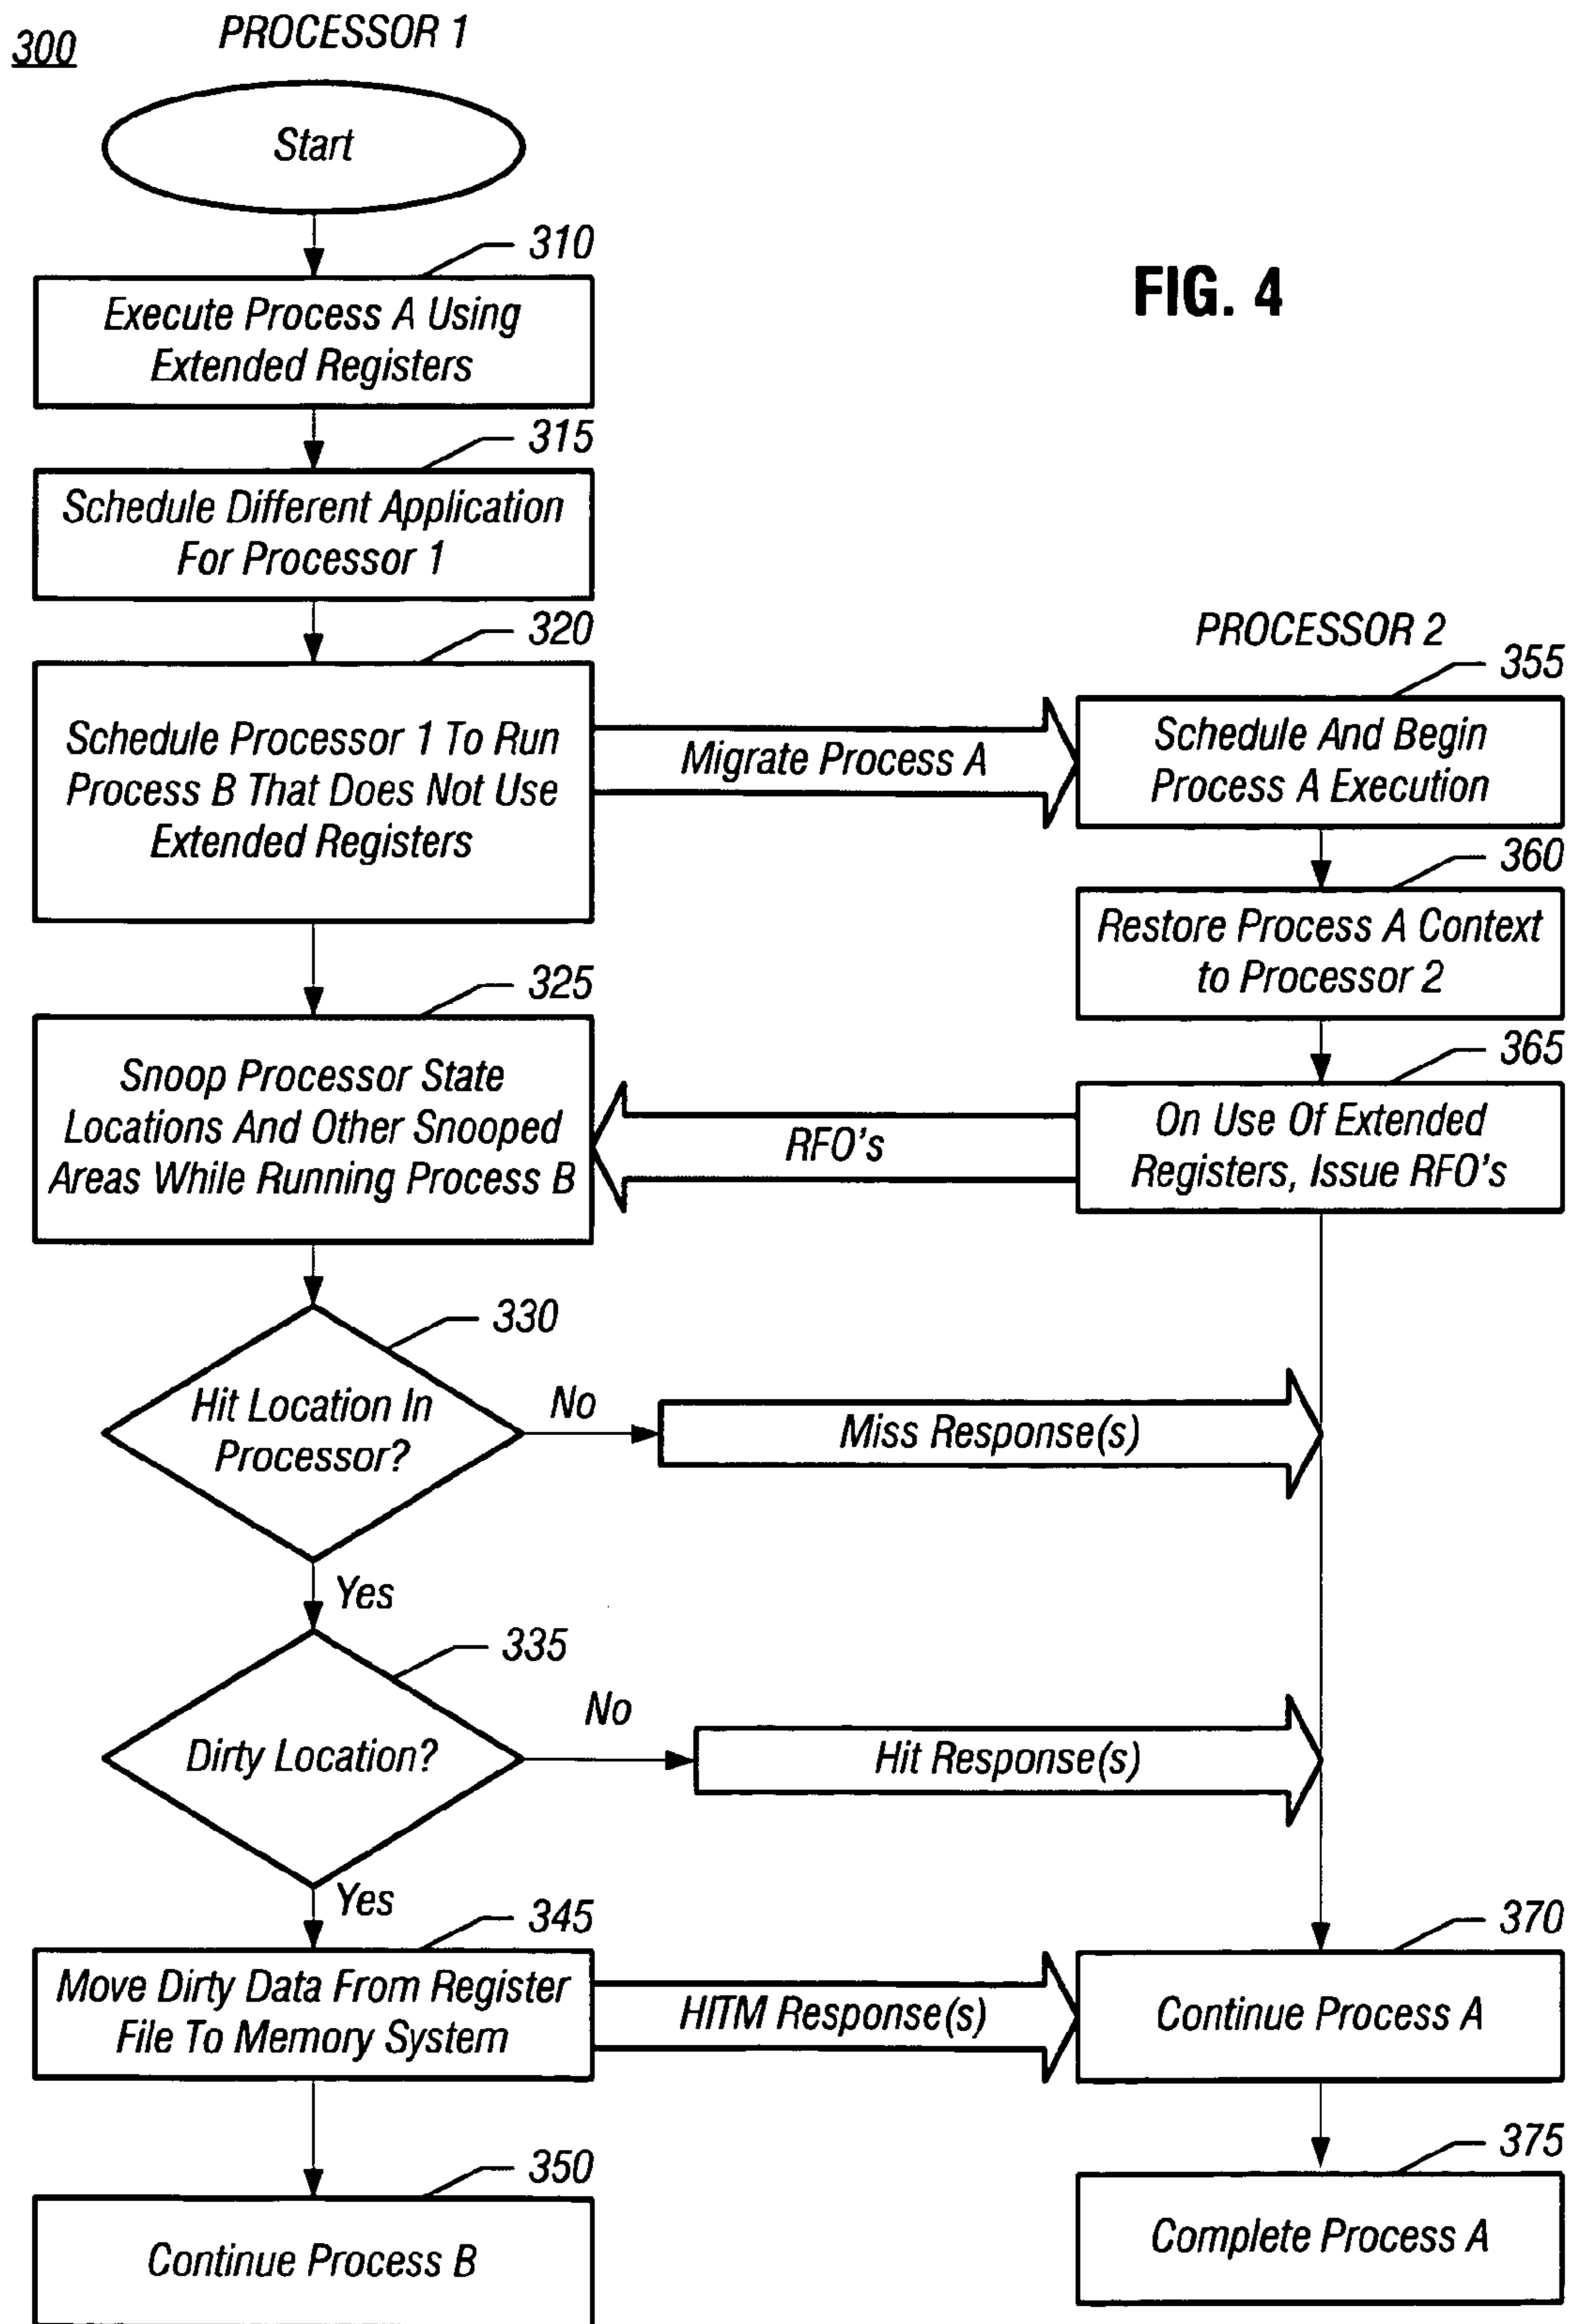 300
PROCESSOR 1
Start
310
Execute Process A Using
Extended Registers
FIG. 4
315
Schedule Different Application
For Processor 1
320
Schedule Processor 1 To Run
Process B That Does Not Use
Extended Registers
Migrate Process A
PROCESSOR 2
355
Schedule And Begin
Process A Execution
360
Restore Process A Context
to Processor 2
325
Snoop Processor State
Locations And Other Snooped
Areas While Running Process B
RFO's
365
On Use Of Extended
Registers, Issue RFO's
330
Hit Location In
Processor?
No
Miss Response(s)
Yes
335
Dirty Location?
No
Hit Response(s)
Yes
345
Move Dirty Data From Register
File To Memory System
HITM Response(s)
370
Continue Process A
350
Continue Process B
375
Complete Process A